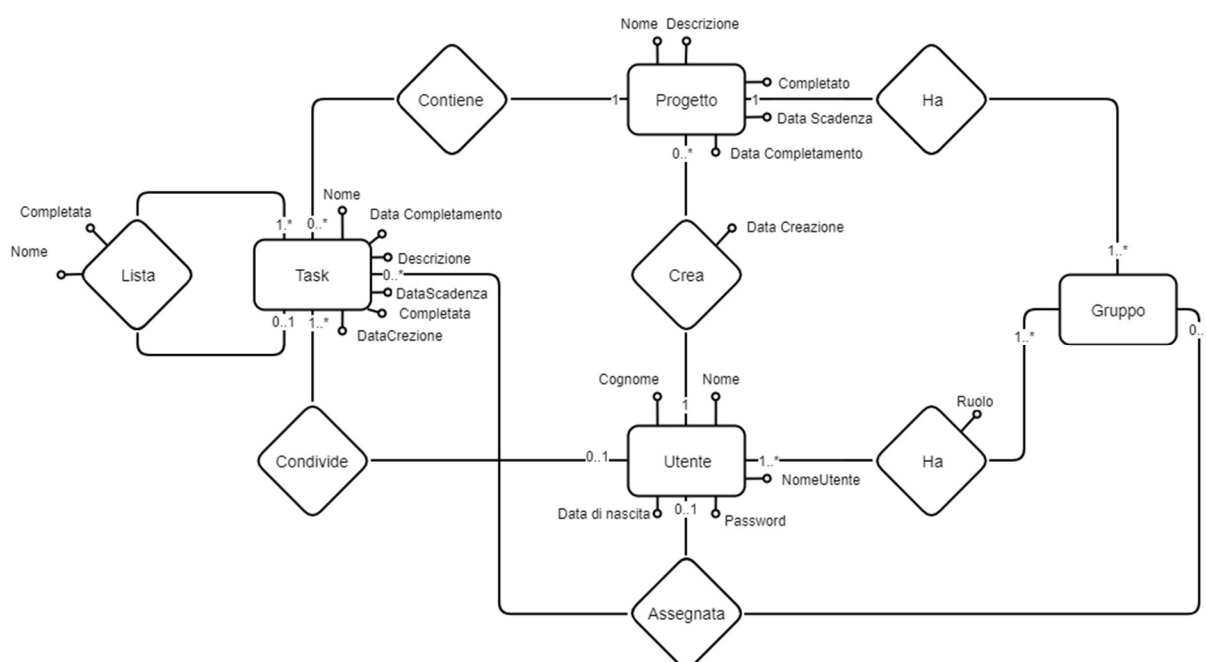 Nome Descrizione
Contiene
1
Progetto
1
Completato
Data Scadenza
Ha
0..*
Data Completamento
Completata
Nome
Nome
1..*
0..*
Data Completamento
Data Creazione
Lista
Task
Descrizione
0..*
DataScadenza
Completata
0..1
1..*
DataCrezione
Crea
1..*
Gruppo
1..*
0..
Cognome
Nome
1
Ruolo
Condivide
0..1
Utente
1..*
Ha
NomeUtente
Data di nascita
0..1
Password
Assegnata